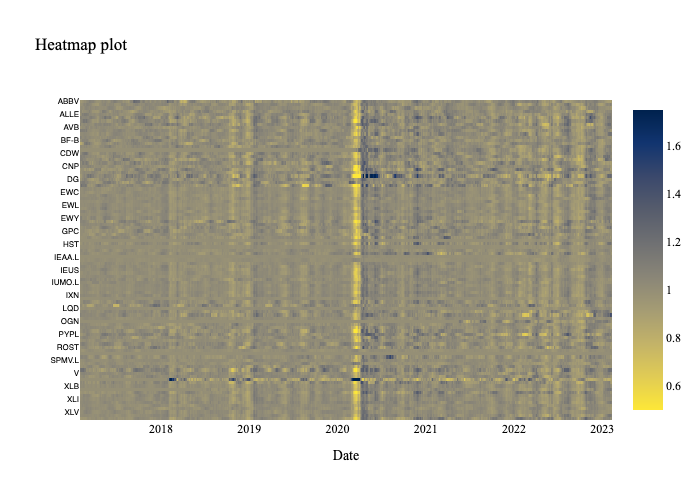 Heatmap plot
ABBV
ALLE
AVB
BF-B
CDW
CNP
DG
EWC
EWL
EWY
GPC
HST
IEAA.L
IEUS
IUMO.L
IXN
LQD
OGN
PYPL
ROST
SPMV.L
V
XLB
XLI
XLV
1.6
1.4
1.2
1
0.8
0.6
2018 2019 2020 2021 2022 2023
Date